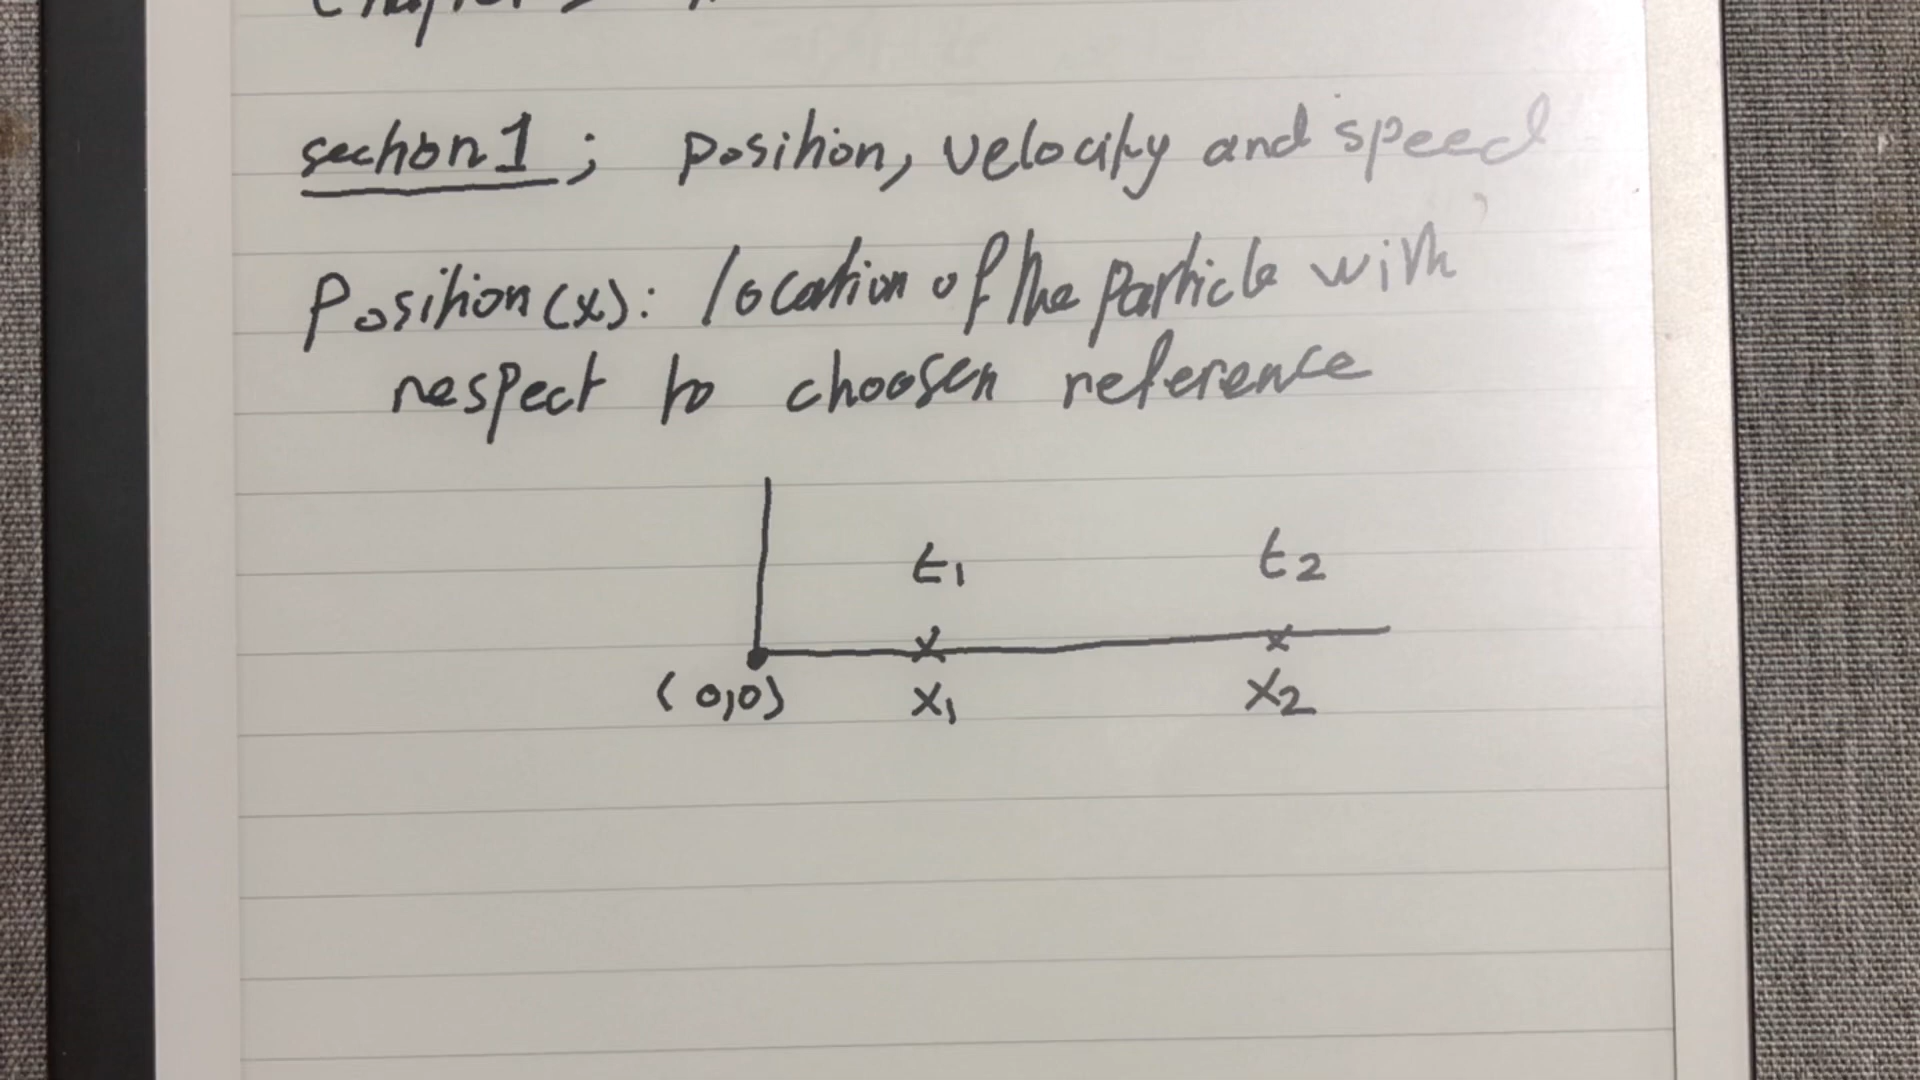 Chapter
section 1; position, velocity and speed
Position (x): location of the particle with
respect to choosen reference
t1 t2
(0,0) x1 x2